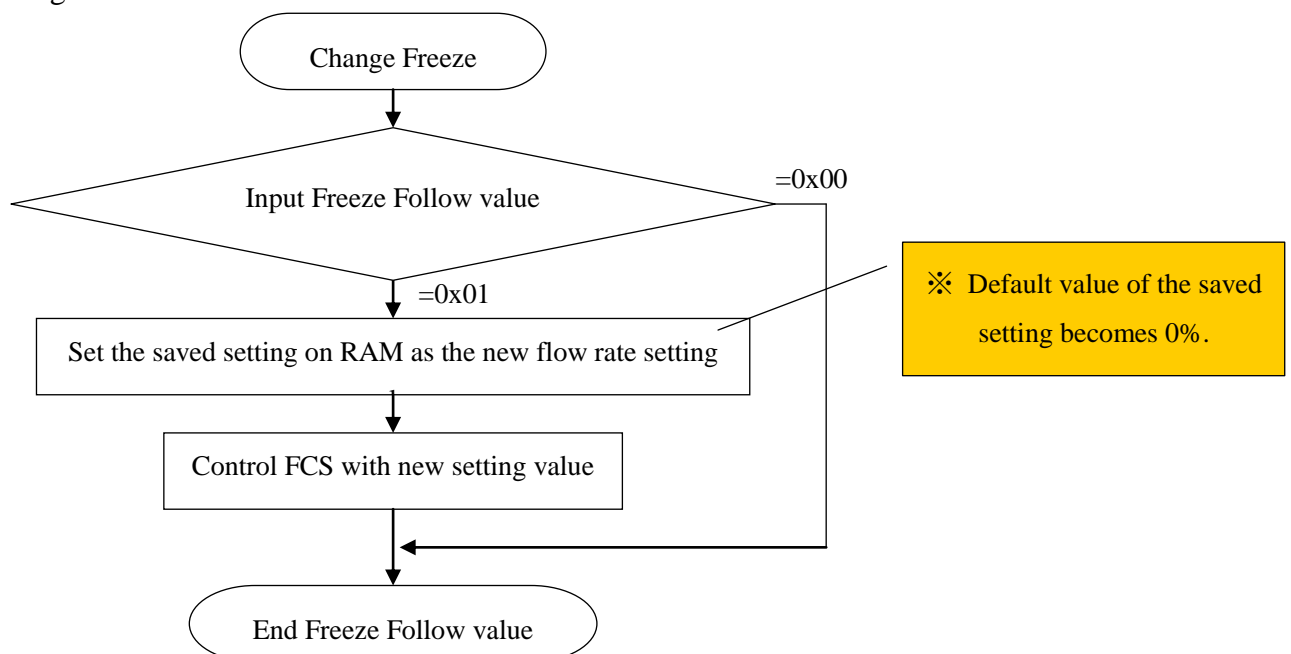 Change Freeze
=0x00
Input Freeze Follow value
※ Default value of the saved
setting becomes 0%.
=0x01
Set the saved setting on RAM as the new flow rate setting
Control FCS with new setting value
End Freeze Follow value